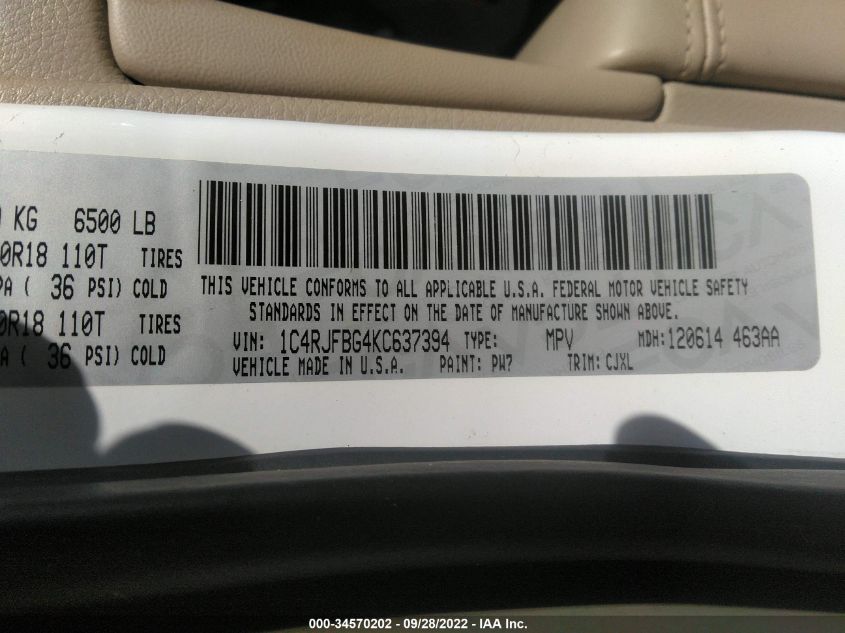 KG 6500 LB
0R18 110T TIRES
PA ( 36 PSI) COLD
0R18 110T TIRES
A ( 36 PSI) COLD
THIS VEHICLE CONFORMS TO ALL APPLICABLE U.S.A. FEDERAL MOTOR VEHICLE SAFETY
STANDARDS IN EFFECT ON THE DATE OF MANUFACTURE SHOWN ABOVE.
VIN: 1C4RJFBG4KC637394 TYPE: MPV MDH:120614 463AA
VEHICLE MADE IN U.S.A. PAINT: PW7 TRIM: CJXL
000-34570202 - 09/28/2022 - IAA Inc.